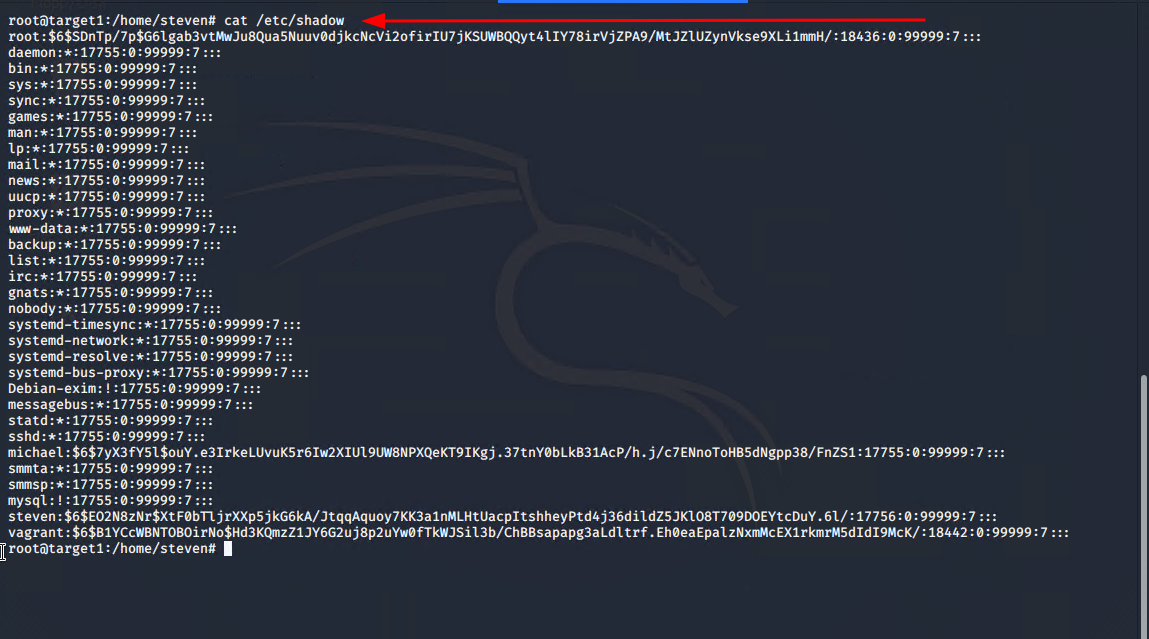 root@target1:/home/steven# cat /etc/shadow
root:$6$SDnTp/7p$G6lgab3vtMwJu8Qua5Nuuv0djkcNcVi2ofirIU7jKSUWBQQyt4lIY78irVjZPA9/MtJZlUZynVkse9XLi1mmH/:18436:0:99999:7:::
daemon:*:17755:0:99999:7:::
bin:*:17755:0:99999:7:::
sys:*:17755:0:99999:7:::
sync:*:17755:0:99999:7:::
games:*:17755:0:99999:7:::
man:*:17755:0:99999:7:::
lp:*:17755:0:99999:7:::
mail:*:17755:0:99999:7:::
news:*:17755:0:99999:7:::
uucp:*:17755:0:99999:7:::
proxy:*:17755:0:99999:7:::
www-data:*:17755:0:99999:7:::
backup:*:17755:0:99999:7:::
list:*:17755:0:99999:7:::
irc:*:17755:0:99999:7:::
gnats:*:17755:0:99999:7:::
nobody:*:17755:0:99999:7:::
systemd-timesync:*:17755:0:99999:7:::
systemd-network:*:17755:0:99999:7:::
systemd-resolve:*:17755:0:99999:7:::
systemd-bus-proxy:*:17755:0:99999:7:::
Debian-exim:!:17755:0:99999:7:::
messagebus:*:17755:0:99999:7:::
statd:*:17755:0:99999:7:::
sshd:*:17755:0:99999:7:::
michael:$6$7yX3fY5l$ouY.e3IrkeLUvuK5r6Iw2XIUl9UW8NPXQeKT9IKgj.37tnY0bLkB31AcP/h.j/c7ENnoToHB5dNgpp38/FnZS1:17755:0:99999:7:::
smmta:*:17755:0:99999:7:::
smmsp:*:17755:0:99999:7:::
mysql:!:17755:0:99999:7:::
steven:$6$EO2N8zNr$XtF0bTljrXXp5jkG6kA/JtqqAquoy7KK3a1nMLHtUacpItshheyPtd4j36dildZ5JKlO8T709DOEYtcDuY.6l/:17756:0:99999:7:::
vagrant:$6$B1YCcWBNTOBOirNo$Hd3KQmzZ1JY6G2uj8p2uYw0fTkWJSil3b/ChBBsapapg3aLdltrf.Eh0eaEpalzNxmMcEX1rkmrM5dIdI9McK/:18442:0:99999:7:::
root@target1:/home/steven#